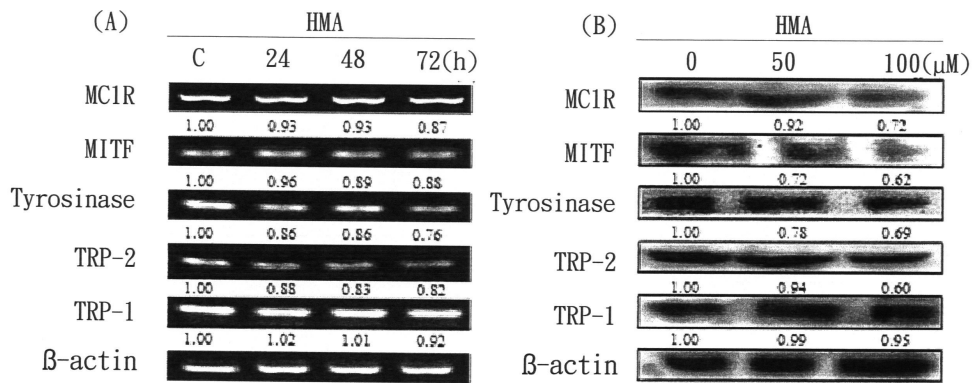 (A) HMA
C 24 48 72(h)
MC1R
1.00 0.93 0.93 0.87
MITF
1.00 0.96 0.89 0.88
Tyrosinase
1.00 0.86 0.86 0.76
TRP-2
1.00 0.88 0.83 0.82
TRP-1
1.00 1.02 1.01 0.92
ß-actin
(B) HMA
0 50 100(μM)
MC1R
1.00 0.92 0.72
MITF
1.00 0.72 0.62
Tyrosinase
1.00 0.78 0.69
TRP-2
1.00 0.94 0.60
TRP-1
1.00 0.99 0.95
ß-actin